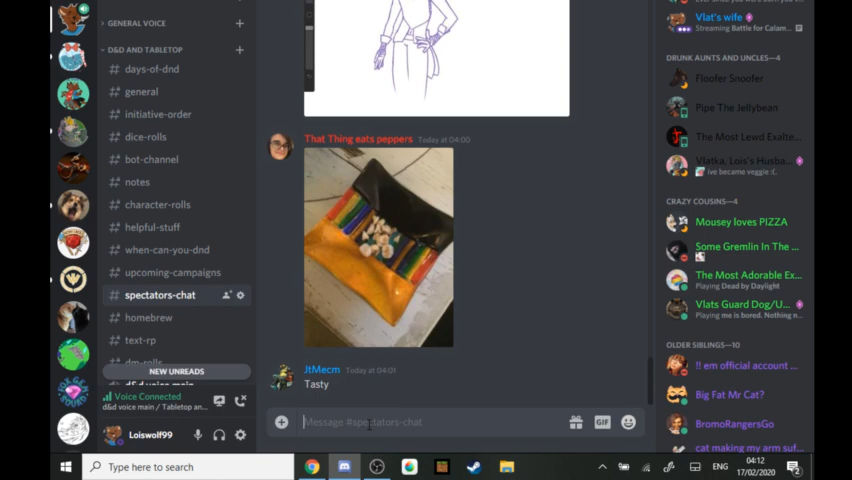 GENERAL VOICE
D&D AND TABLETOP
days-of-dnd
general
initiative-order
dice-rolls
bot-channel
notes
character-rolls
helpful-stuff
when-can-you-dnd
upcoming-campaigns
spectators-chat
homebrew
text-rp
dm-rolls
NEW UNREADS
d&d voice main
Voice Connected
d&d voice main / Tabletop an...
Loiswolf99
That Thing eats peppers Today at 04:00
JtMecm Today at 04:01
Tasty
Message #spectators-chat
GIF
Vlat's wife
Streaming Battle for Calam...
DRUNK AUNTS AND UNCLES—4
Floofer Snoofer
Pipe The Jellybean
The Most Lewd Exalte...
Vlatka, Lois's Husba...
ive became veggie :(.
CRAZY COUSINS—4
Mousey loves PIZZA
Some Gremlin In The ...
The Most Adorable Ex...
Playing Dead by Daylight
Vlats Guard Dog/U...
Playing me is bored. Nothing n...
OLDER SIBLINGS—10
!! em official account ...
Big Fat Mr Cat?
BromoRangersGo
cat making my arm suf...
Type here to search
ENG
04:12
17/02/2020
2